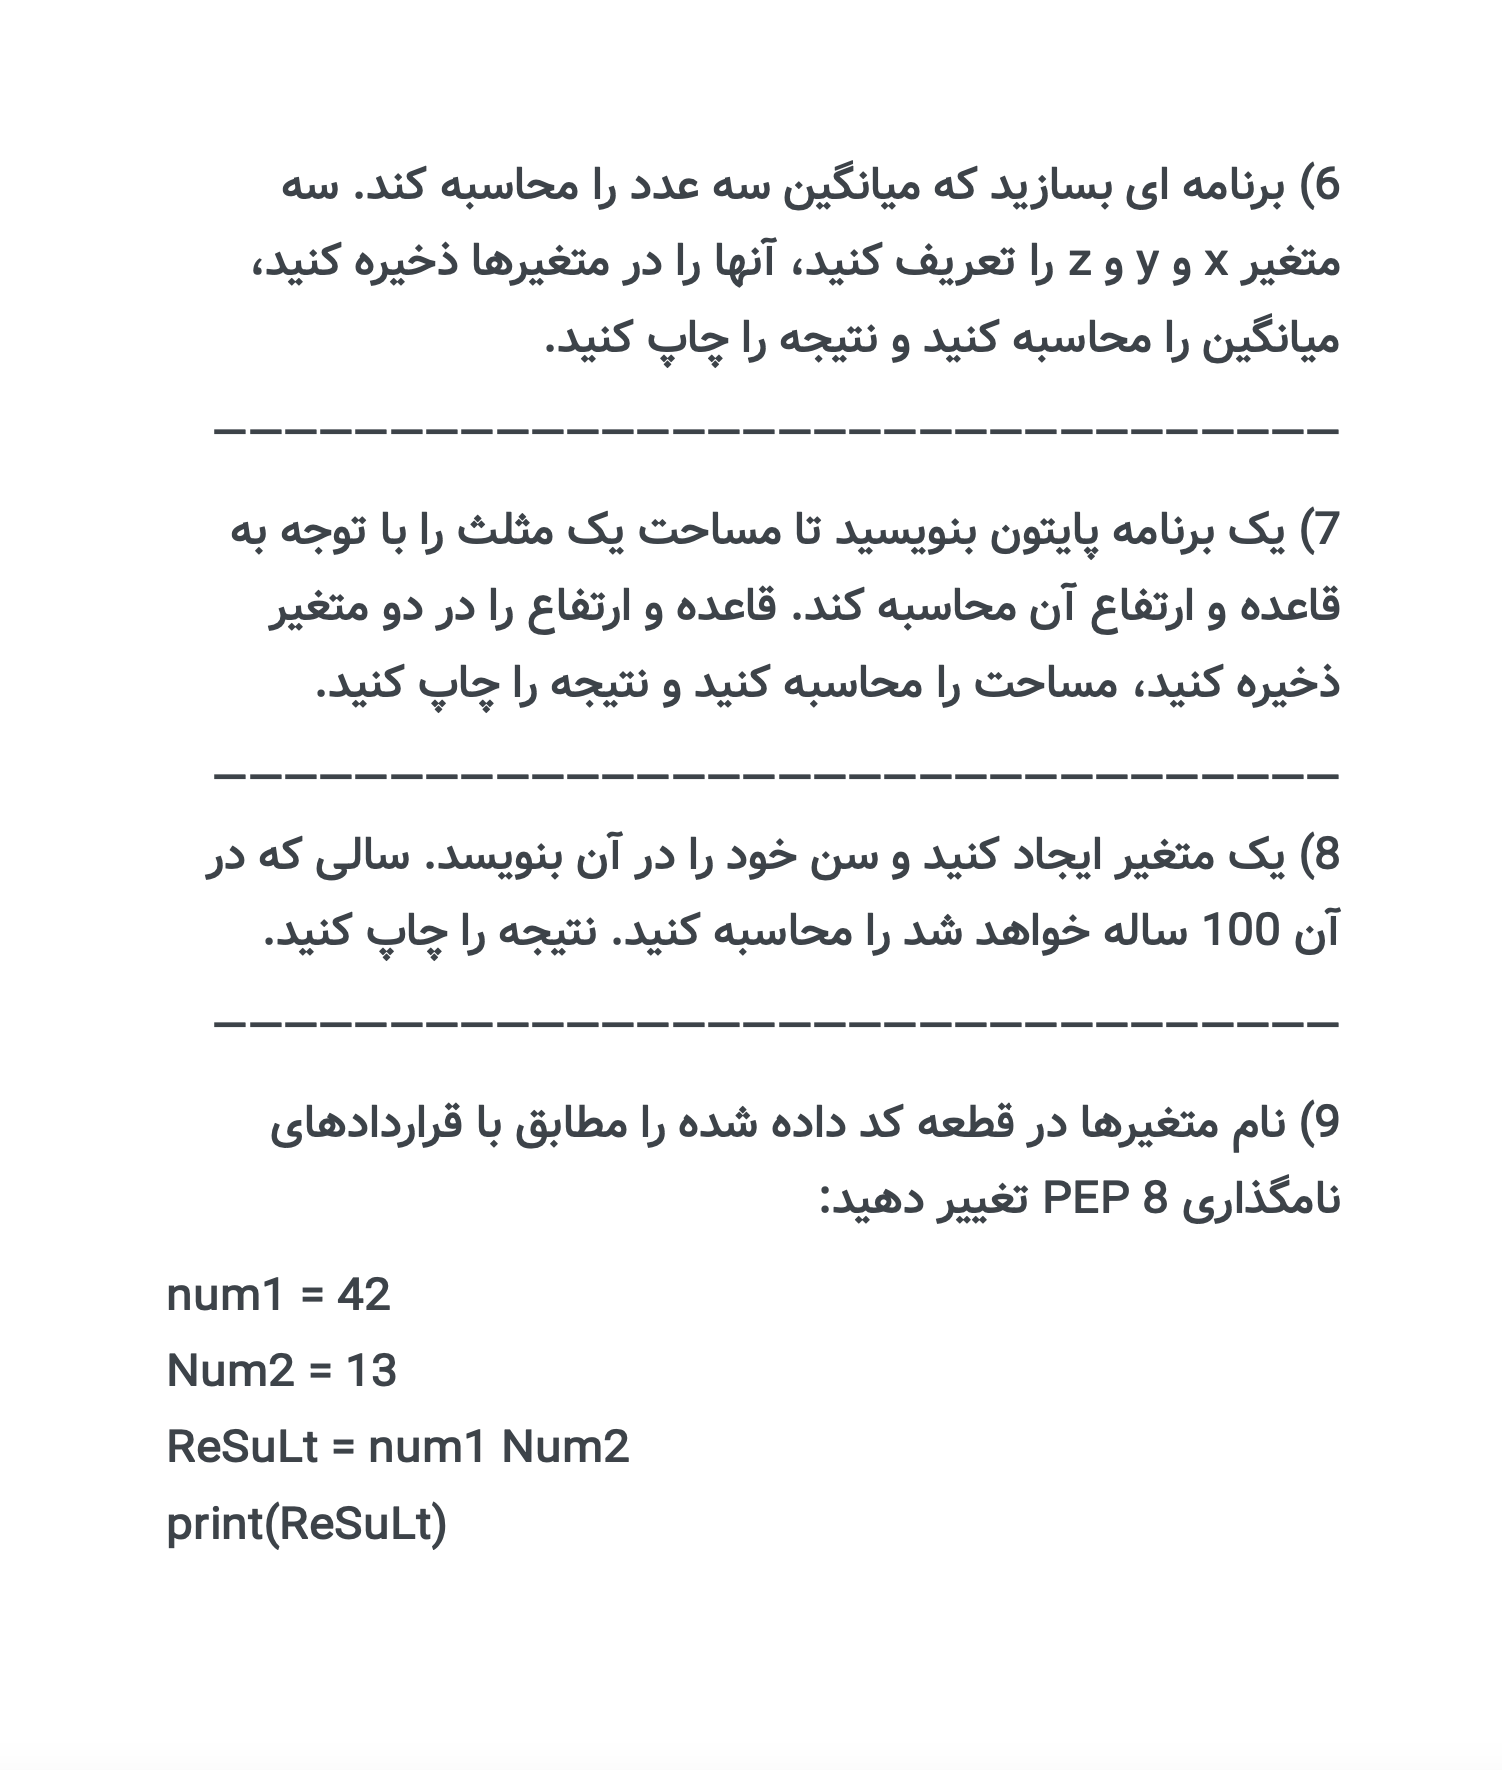 6) برنامه ای بسازید که میانگین سه عدد را محاسبه کند. سه
متغیر x و y و z را تعریف کنید، آنها را در متغیرها ذخیره کنید،
میانگین را محاسبه کنید و نتیجه را چاپ کنید.
________________________________
7) یک برنامه پایتون بنویسید تا مساحت یک مثلث را با توجه به
قاعده و ارتفاع آن محاسبه کند. قاعده و ارتفاع را در دو متغیر
ذخیره کنید، مساحت را محاسبه کنید و نتیجه را چاپ کنید.
________________________________
8) یک متغیر ایجاد کنید و سن خود را در آن بنویسد. سالی که در
آن 100 ساله خواهد شد را محاسبه کنید. نتیجه را چاپ کنید.
________________________________
9) نام متغیرها در قطعه کد داده شده را مطابق با قراردادهای
نامگذاری PEP 8 تغییر دهید:
num1 = 42
Num2 = 13
ReSuLt = num1 Num2
print(ReSuLt)